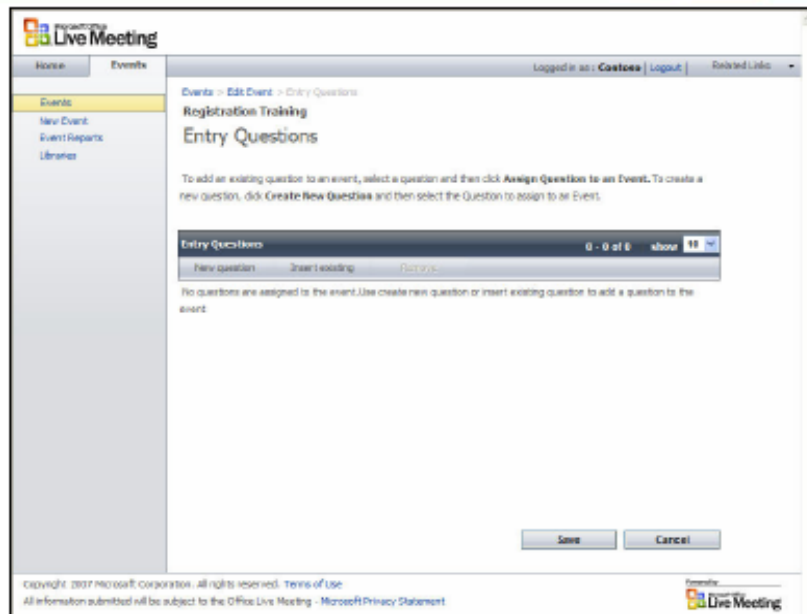 Microsoft Office
Live Meeting
Home Events Logged in as : Contoso | Logout | Related Links
Events
New Event
Event Reports
Libraries
Events > Edit Event > Entry Questions
Registration Training
Entry Questions
To add an existing question to an event, select a question and then click Assign Question to an Event. To create a
new question, click Create New Question and then select the Question to assign to an Event.
Entry Questions 0 - 0 of 0 show 10
New question Insert existing Remove
No questions are assigned to the event.Use create new question or insert existing question to add a question to the
event
Save Cancel
Copyright 2007 Microsoft Corporation. All rights reserved. Terms of Use
All information submitted will be subject to the Office Live Meeting - Microsoft Privacy Statement
Powered by
Microsoft Office
Live Meeting